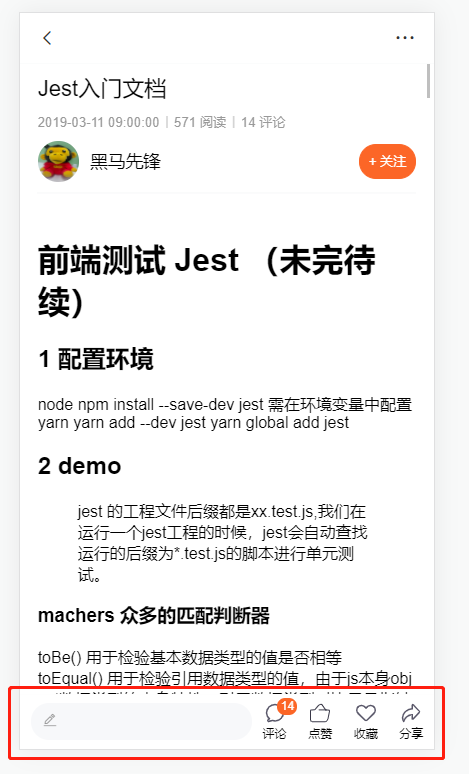 Jest入门文档
2019-03-11 09:00:00 | 571 阅读 | 14 评论
黑马先锋
+ 关注
前端测试 Jest （未完待
续）
1 配置环境
node npm install --save-dev jest 需在环境变量中配置
yarn yarn add --dev jest yarn global add jest
2 demo
jest 的工程文件后缀都是xx.test.js,我们在
运行一个jest工程的时候，jest会自动查找
运行的后缀为*.test.js的脚本进行单元测
试。
machers 众多的匹配判断器
toBe() 用于检验基本数据类型的值是否相等
toEqual() 用于检验引用数据类型的值，由于js本身obj
14
评论
点赞
收藏
分享